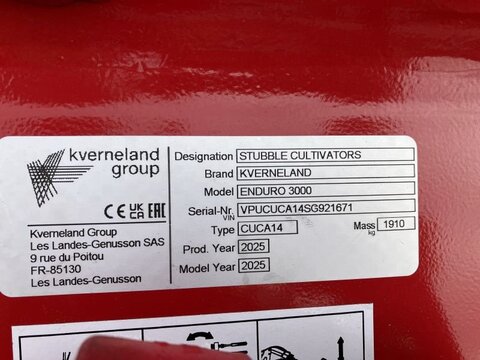 kverneland
group
CE UK CA EAC
Kverneland Group
Les Landes-Genusson SAS
9 rue du Poitou
FR-85130
Les Landes-Genusson
Designation STUBBLE CULTIVATORS
Brand KVERNELAND
Model ENDURO 3000
Serial-Nr. VIN VPUCUCA14SG921671
Type CUCA14 Mass kg 1910
Prod. Year 2025
Model Year 2025